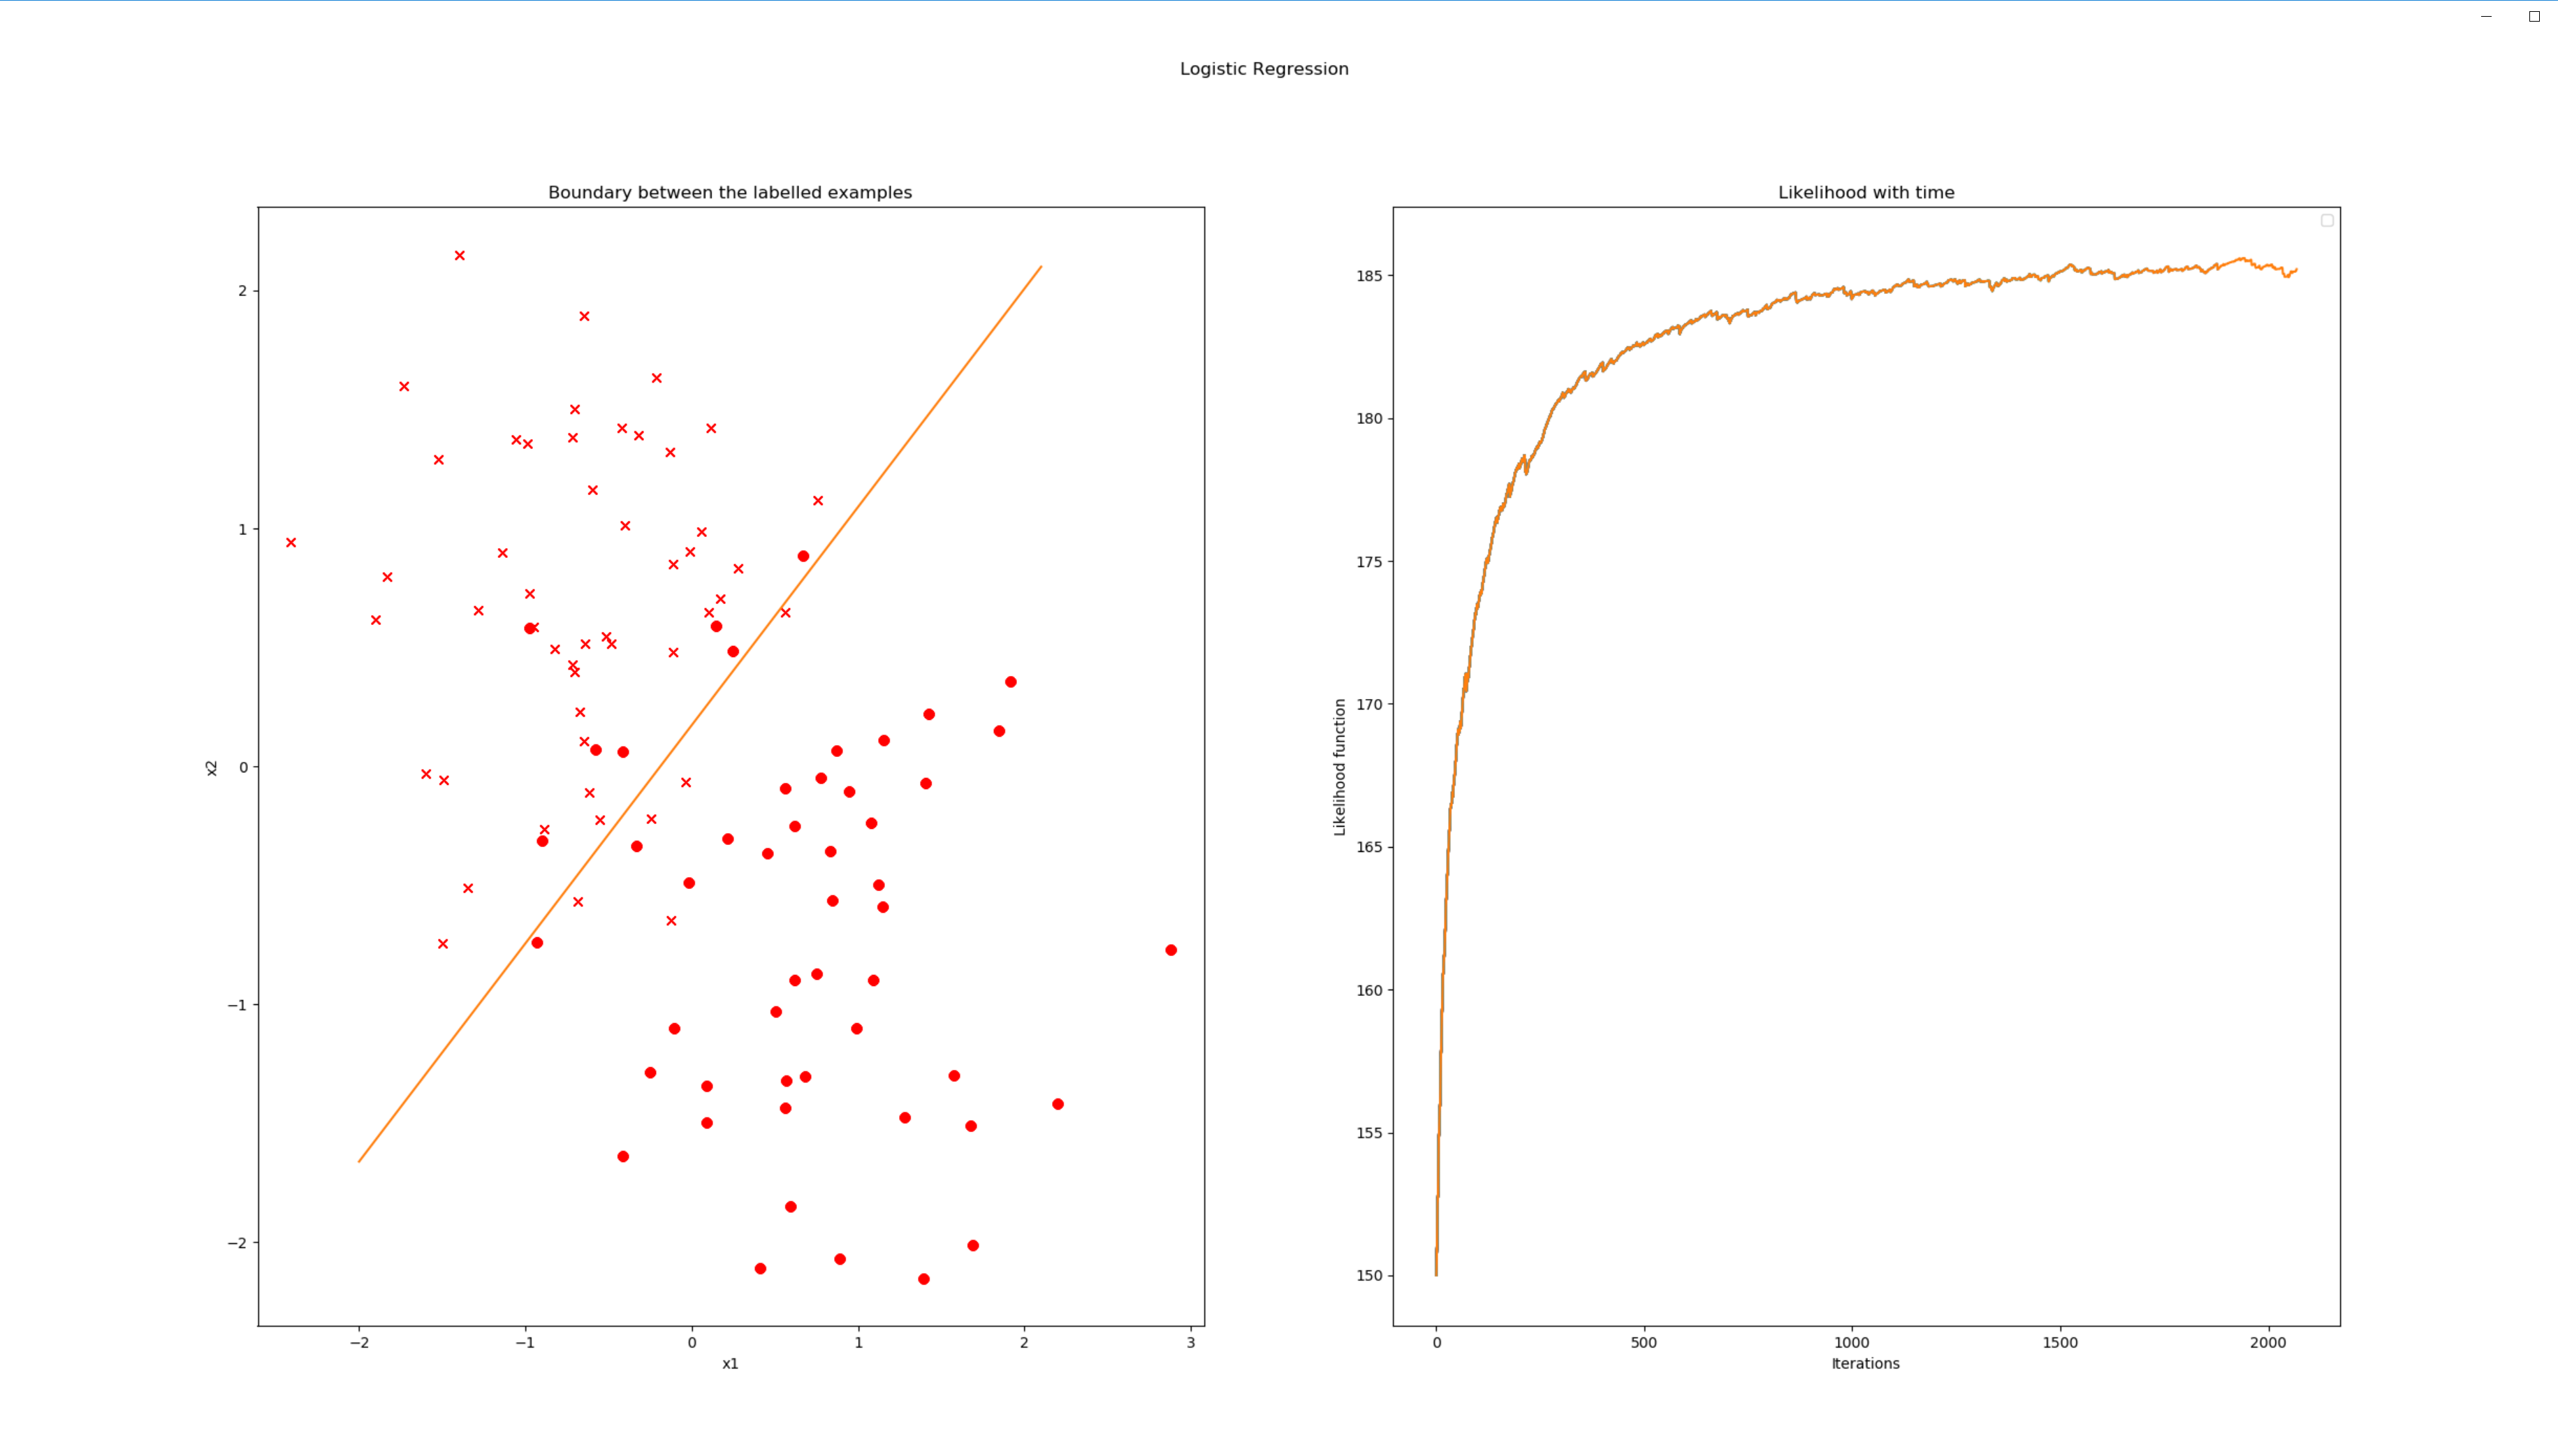 Logistic Regression
Boundary between the labelled examples
2
1
0
−1
−2
x2
−2 −1 0 1 2 3
x1
Likelihood with time
185
180
175
170
165
160
155
150
Likelihood function
0 500 1000 1500 2000
Iterations